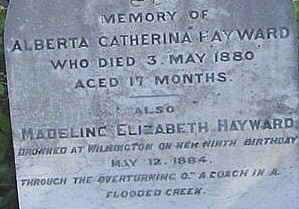 MEMORY OF
ALBERTA CATHERINA HAYWARD
WHO DIED 3. MAY 1880
AGED 17 MONTHS.
ALSO
MADELINE ELIZABETH HAYWARD
DROWNED AT WILMINGTON ON HER NINTH BIRTHDAY
MAY 12. 1884.
THROUGH THE OVERTURNING OF A COACH IN A
FLOODED CREEK.